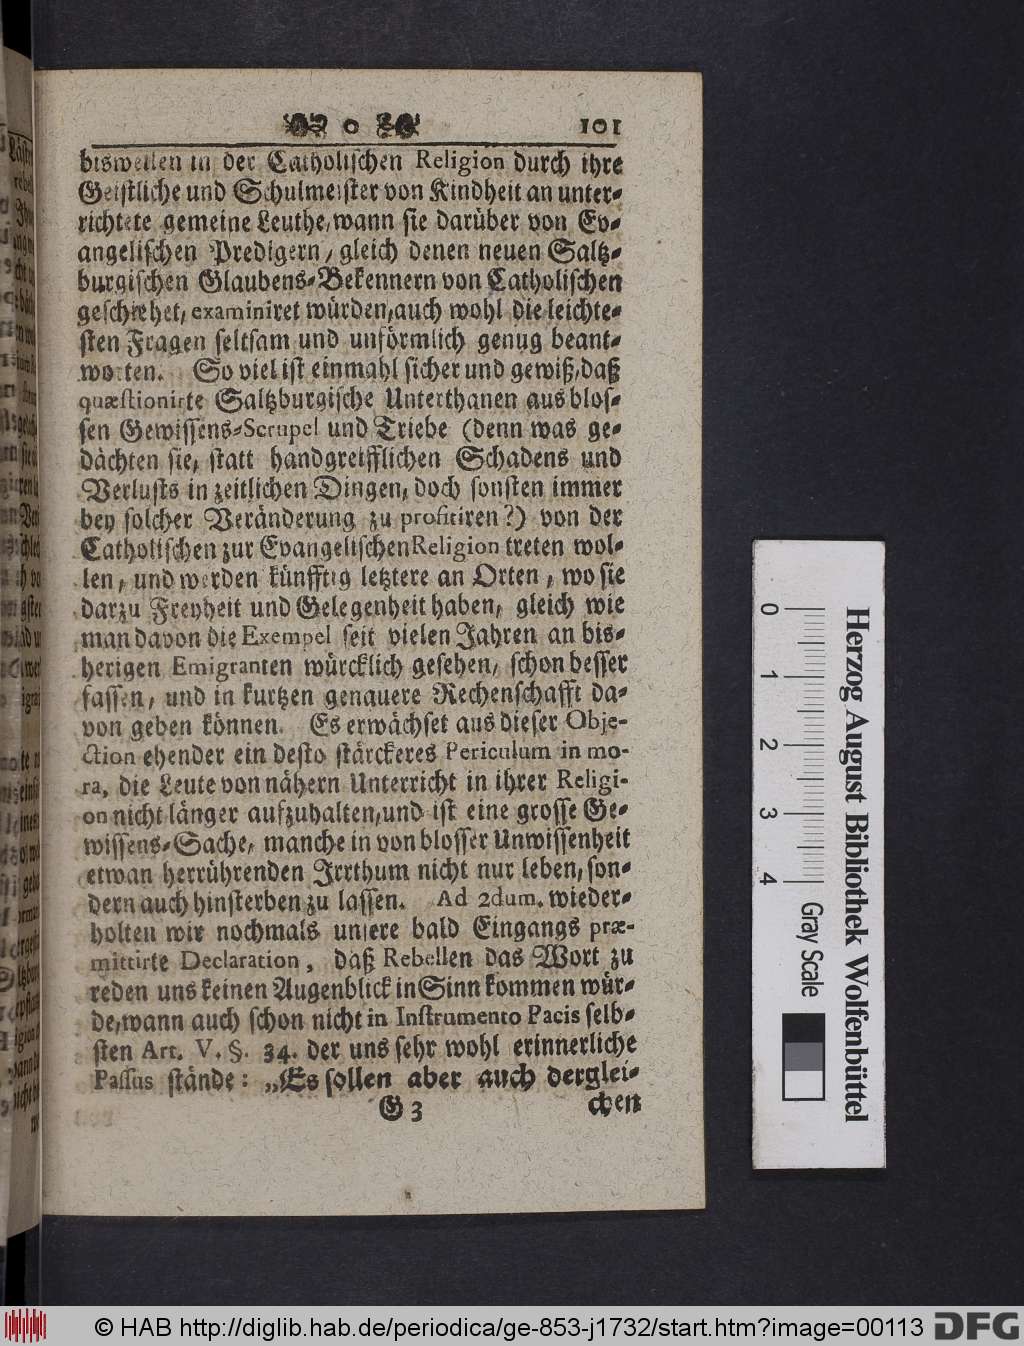 101
bisweilen in der Catholischen Religion durch ihre
Geistliche und Schulmeister von Kindheit an unter-
richtete gemeine Leuthe, wann sie darüber von Ev-
angelischen Predigern, gleich denen neuen Saltz-
burgischen Glaubens-Bekennern von Catholischen
geschiehet, examiniret würden, auch wohl die leichte-
sten Fragen seltsam und unförmlich genug beant-
worten. So viel ist einmahl sicher und gewiß, daß
quæstionirte Saltzburgische Unterthanen aus blos-
sen Gewissens-Scrupel und Triebe (denn was ge-
dächten sie, statt handgreifflichen Schadens und
Verlusts in zeitlichen Dingen, doch sonsten immer
bey solcher Veränderung zu profitiren?) von der
Catholischen zur Evangelischen Religion treten wol-
len, und werden künfftig letztere an Orten, wo sie
darzu Freyheit und Gelegenheit haben, gleich wie
man davon die Exempel seit vielen Jahren an bis-
herigen Emigranten würcklich gesehen, schon besser
fassen, und in kurtzen genauere Rechenschafft da-
von geben können. Es erwächset aus dieser Obje-
ction ehender ein desto stärckeres Periculum in mo-
ra, die Leute von nähern Unterricht in ihrer Religi-
on nicht länger aufzuhalten, und ist eine grosse Ge-
wissens-Sache, manche in von blosser Unwissenheit
etwan herrührenden Irrthum nicht nur leben, son-
dern auch hinsterben zu lassen. Ad 2dum. wieder-
holten wir nochmals unsere bald Eingangs præ-
mittirte Declaration, daß Rebellen das Wort zu
reden uns keinen Augenblick in Sinn kommen wür-
de, wann auch schon nicht in Instrumento Pacis selb-
sten Art. V. §. 34. der uns sehr wohl erinnerliche
Passus stände: „Es sollen aber auch derglei-
G 3 chen
Herzog August Bibliothek Wolfenbüttel
0 1 2 3 4 Gray Scale
© HAB http://diglib.hab.de/periodica/ge-853-j1732/start.htm?image=00113 DFG